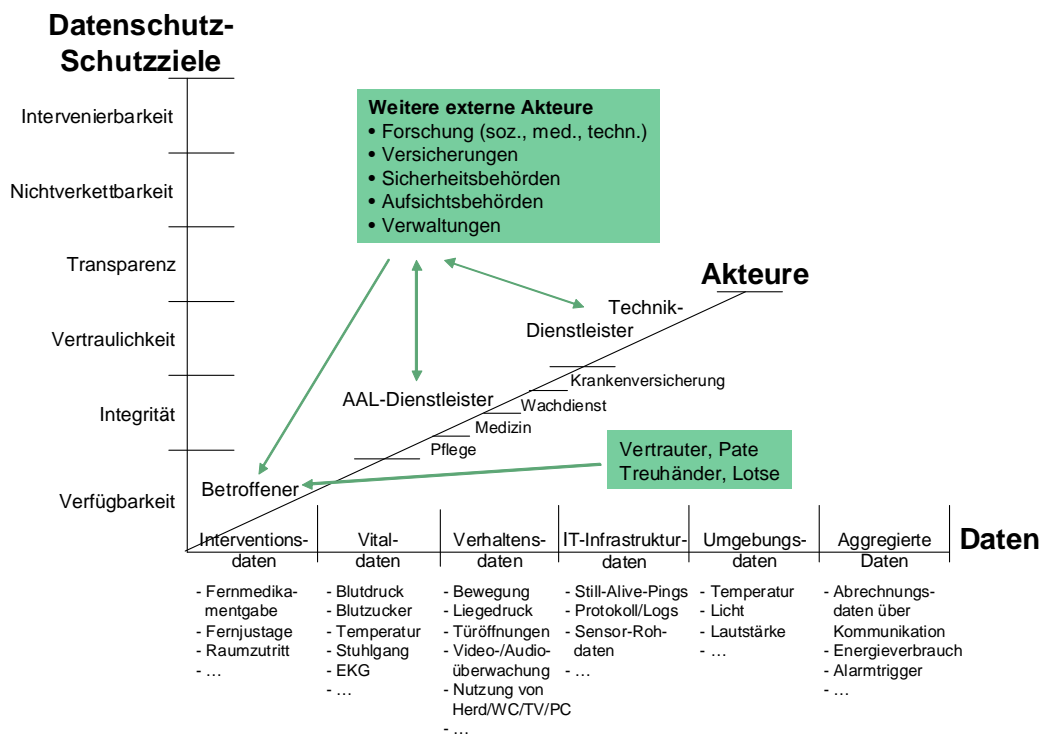 Datenschutz-
Schutzziele
Intervenierbarkeit
Nichtverkettbarkeit
Transparenz
Vertraulichkeit
Integrität
Verfügbarkeit
Weitere externe Akteure
• Forschung (soz., med., techn.)
• Versicherungen
• Sicherheitsbehörden
• Aufsichtsbehörden
• Verwaltungen
Akteure
Technik-
Dienstleister
Krankenversicherung
AAL-Dienstleister
Wachdienst
Medizin
Pflege
Betroffener
Vertrauter, Pate
Treuhänder, Lotse
Daten
Interventions-
daten
- Fernmedika-
mentgabe
- Fernjustage
- Raumzutritt
- …
Vital-
daten
- Blutdruck
- Blutzucker
- Temperatur
- Stuhlgang
- EKG
- …
Verhaltens-
daten
- Bewegung
- Liegedruck
- Türöffnungen
- Video-/Audio-
überwachung
- Nutzung von
Herd/WC/TV/PC
- …
IT-Infrastruktur-
daten
- Still-Alive-Pings
- Protokoll/Logs
- Sensor-Roh-
daten
- …
Umgebungs-
daten
- Temperatur
- Licht
- Lautstärke
- …
Aggregierte
Daten
- Abrechnungs-
daten über
Kommunikation
- Energieverbrauch
- Alarmtrigger
- …